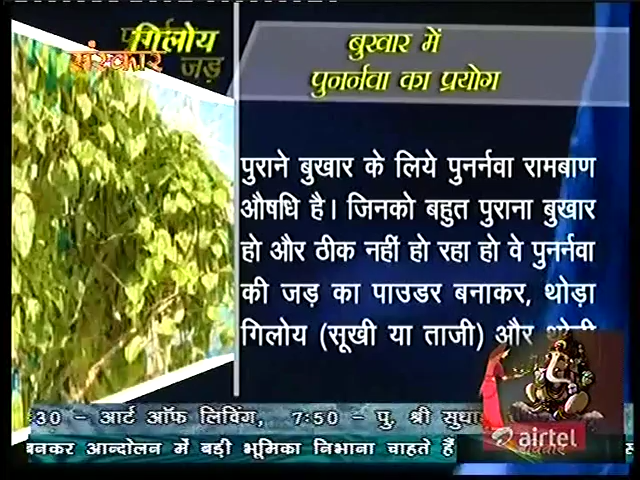 गिलोय
जड़
संस्कार
बुखार में
पुनर्नवा का प्रयोग
पुराने बुखार के लिये पुनर्नवा रामबाण
औषधि है। जिनको बहुत पुराना बुखार
हो और ठीक नहीं हो रहा हो वे पुनर्नवा
की जड़ का पाउडर बनाकर, थोड़ा
गिलोय (सूखी या ताजी) और
:30 - आर्ट ऑफ लिविंग, 7:50 - पु. श्री सुधा
बनकर आन्दोलन में बड़ी भूमिका निभाना चाहते हैं
airtel